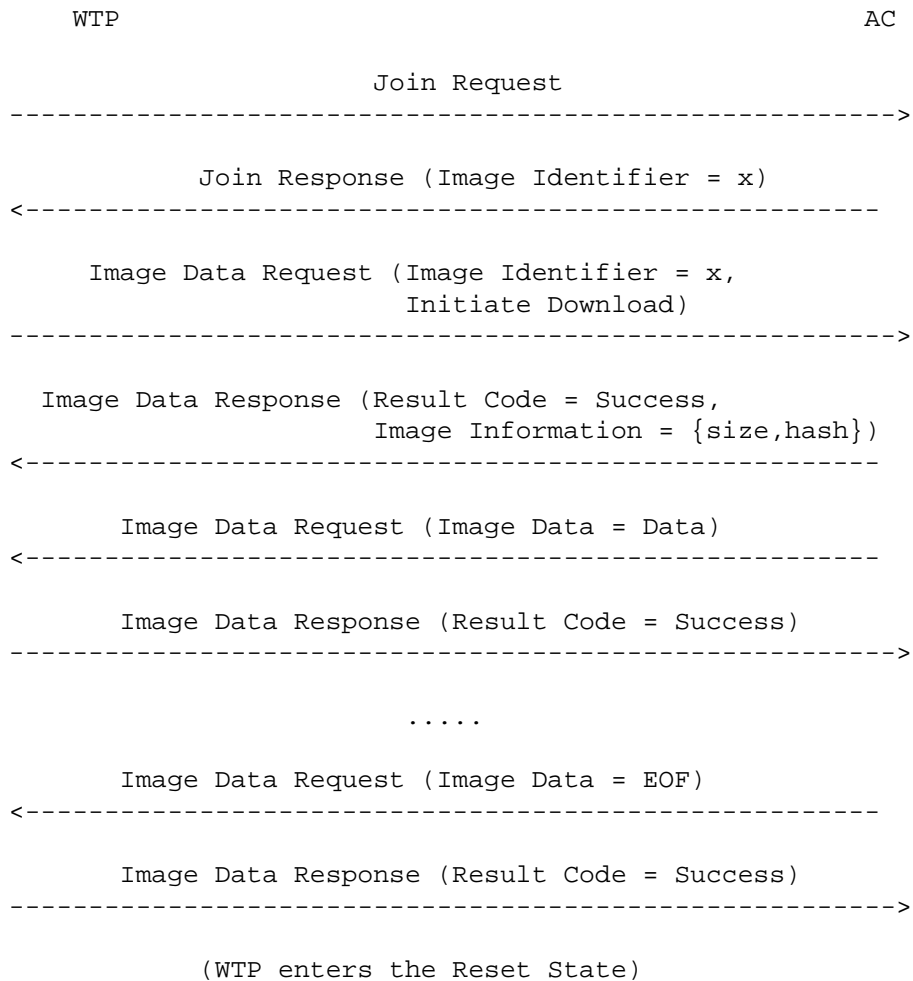 WTP AC
Join Request
------------------------------------------------------->
Join Response (Image Identifier = x)
<------------------------------------------------------
Image Data Request (Image Identifier = x,
Initiate Download)
------------------------------------------------------->
Image Data Response (Result Code = Success,
Image Information = {size,hash})
<------------------------------------------------------
Image Data Request (Image Data = Data)
<------------------------------------------------------
Image Data Response (Result Code = Success)
------------------------------------------------------->
.....
Image Data Request (Image Data = EOF)
<------------------------------------------------------
Image Data Response (Result Code = Success)
------------------------------------------------------->
(WTP enters the Reset State)